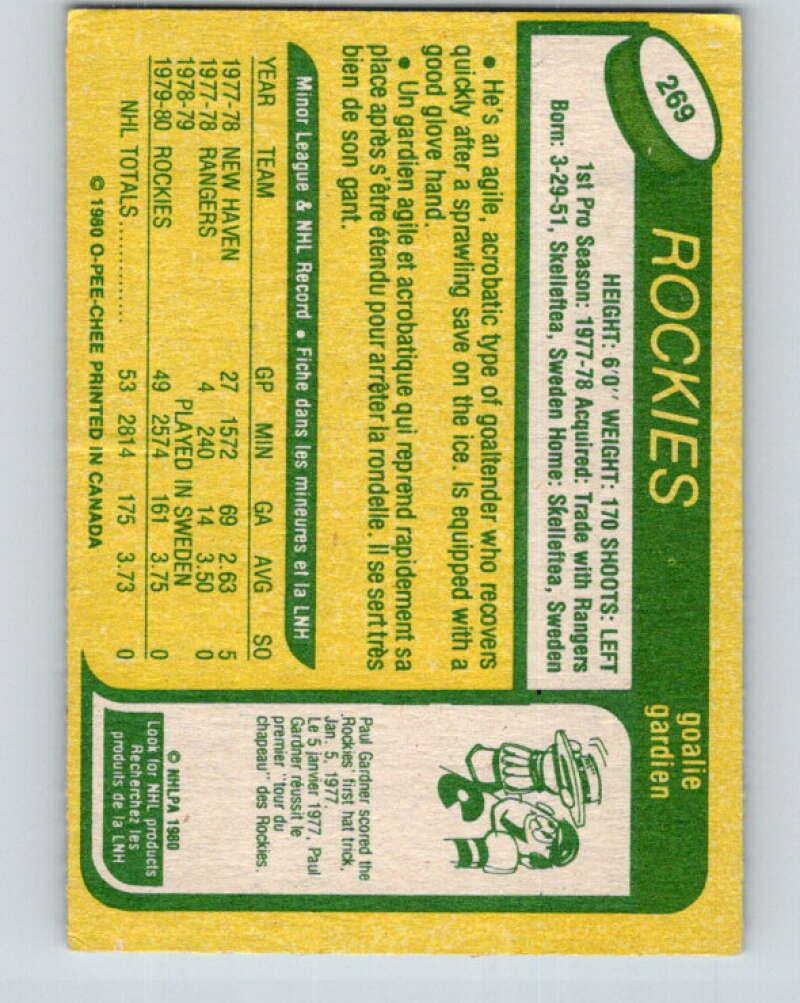 269
ROCKIES
goalie
gardien
HEIGHT: 6'0" WEIGHT: 170 SHOOTS: LEFT
1st Pro Season: 1977-78 Acquired: Trade with Rangers
Born: 3-29-51, Skelleftea, Sweden Home: Skelleftea, Sweden
• He's an agile, acrobatic type of goaltender who recovers
quickly after a sprawling save on the ice. Is equipped with a
good glove hand.
• Un gardien agile et acrobatique qui reprend rapidement sa
place après s'être étendu pour arrêter la rondelle. Il se sert très
bien de son gant.
Minor League & NHL Record • Fiche dans les mineures et la LNH
YEAR TEAM GP MIN GA AVG SO
1977-78 NEW HAVEN 27 1572 69 2.63 5
1977-78 RANGERS 4 240 14 3.50 0
1978-79 PLAYED IN SWEDEN
1979-80 ROCKIES 49 2574 161 3.75 0
NHL TOTALS ............. 53 2814 175 3.73 0
© 1980 O-PEE-CHEE PRINTED IN CANADA
Paul Gardner scored the
Rockies' first hat trick,
Jan. 5, 1977.
Le 5 janvier 1977, Paul
Gardner réussit le
premier "tour du
chapeau" des Rockies.
© NHLPA 1980
Look for NHL products
Recherchez les
produits de la LNH